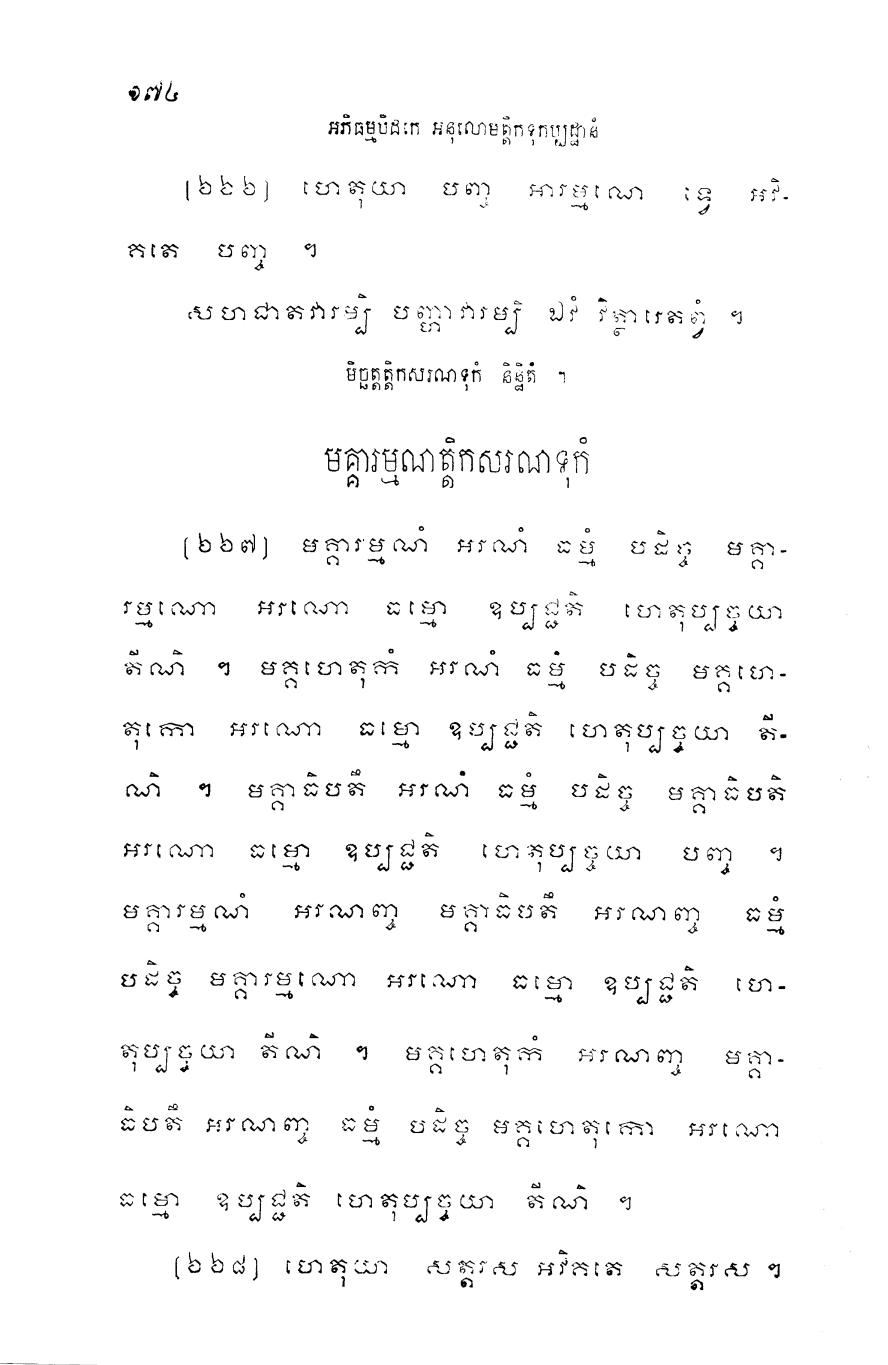 ១៧៤
អភិធម្មបិដកេ អនុលោមត្តិកទុកប្បដ្ឋានំ
[២២៦] ហេតុយា បញ្ច អារម្មណេ ទ្វេ អវិ-
គតេ បញ្ច ។
សហជាតវារម្បិ បញ្ហាវារម្បិ ឯវំ វិត្ថារេតព្វំ ។
មិច្ឆត្តត្តិកសរណទុកំ និដ្ឋិតំ ។
មគ្គារម្មណត្តិកសរណទុកំ
[២២៧] មគ្គារម្មណំ អរណំ ធម្មំ បដិច្ច មគ្គា-
រម្មណោ អរណោ ធម្មោ ឧប្បជ្ជតិ ហេតុប្បច្ចយា
តីណិ ។ មគ្គហេតុកំ អរណំ ធម្មំ បដិច្ច មគ្គហេ-
តុកោ អរណោ ធម្មោ ឧប្បជ្ជតិ ហេតុប្បច្ចយា តី-
ណិ ។ មគ្គាធិបតឹ អរណំ ធម្មំ បដិច្ច មគ្គាធិបតិ
អរណោ ធម្មោ ឧប្បជ្ជតិ ហេតុប្បច្ចយា បញ្ច ។
មគ្គារម្មណំ អរណញ្ច មគ្គាធិបតឹ អរណញ្ច ធម្មំ
បដិច្ច មគ្គារម្មណោ អរណោ ធម្មោ ឧប្បជ្ជតិ ហេ-
តុប្បច្ចយា តីណិ ។ មគ្គហេតុកំ អរណញ្ច មគ្គា-
ធិបតឹ អរណញ្ច ធម្មំ បដិច្ច មគ្គហេតុកោ អរណោ
ធម្មោ ឧប្បជ្ជតិ ហេតុប្បច្ចយា តីណិ ។
[២២៨] ហេតុយា សត្តរស អវិគតេ សត្តរស ។